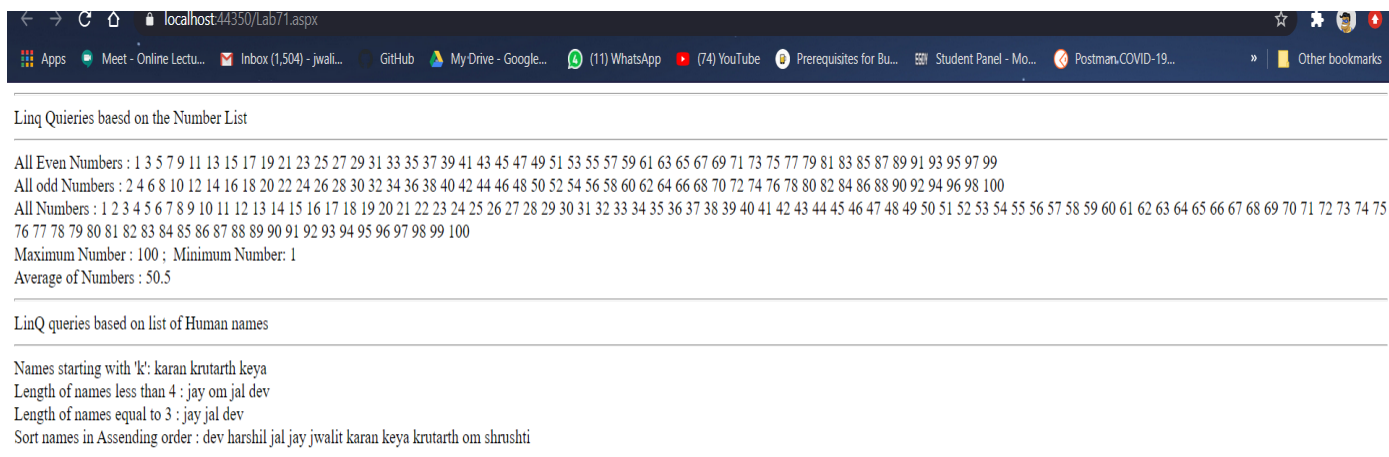 localhost:44350/Lab71.aspx
Apps Meet - Online Lectu... Inbox (1,504) - jwali... GitHub My Drive - Google... (11) WhatsApp (74) YouTube Prerequisites for Bu... Student Panel - Mo... Postman COVID-19... » Other bookmarks
Linq Quieries baesd on the Number List
All Even Numbers : 1 3 5 7 9 11 13 15 17 19 21 23 25 27 29 31 33 35 37 39 41 43 45 47 49 51 53 55 57 59 61 63 65 67 69 71 73 75 77 79 81 83 85 87 89 91 93 95 97 99
All odd Numbers : 2 4 6 8 10 12 14 16 18 20 22 24 26 28 30 32 34 36 38 40 42 44 46 48 50 52 54 56 58 60 62 64 66 68 70 72 74 76 78 80 82 84 86 88 90 92 94 96 98 100
All Numbers : 1 2 3 4 5 6 7 8 9 10 11 12 13 14 15 16 17 18 19 20 21 22 23 24 25 26 27 28 29 30 31 32 33 34 35 36 37 38 39 40 41 42 43 44 45 46 47 48 49 50 51 52 53 54 55 56 57 58 59 60 61 62 63 64 65 66 67 68 69 70 71 72 73 74 75
76 77 78 79 80 81 82 83 84 85 86 87 88 89 90 91 92 93 94 95 96 97 98 99 100
Maximum Number : 100 ; Minimum Number: 1
Average of Numbers : 50.5
LinQ queries based on list of Human names
Names starting with 'k': karan krutarth keya
Length of names less than 4 : jay om jal dev
Length of names equal to 3 : jay jal dev
Sort names in Assending order : dev harshil jal jay jwalit karan keya krutarth om shrushti